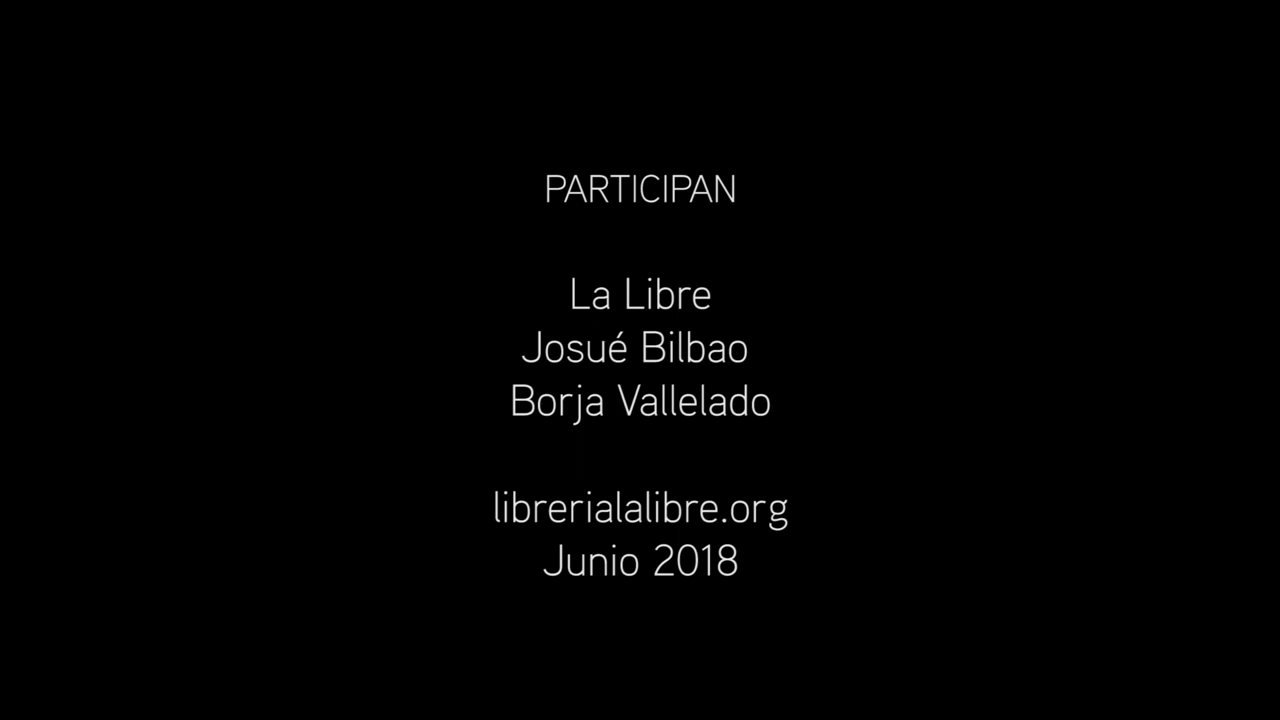 PARTICIPAN
La Libre
Josué Bilbao
Borja Vallelado
librerialalibre.org
Junio 2018